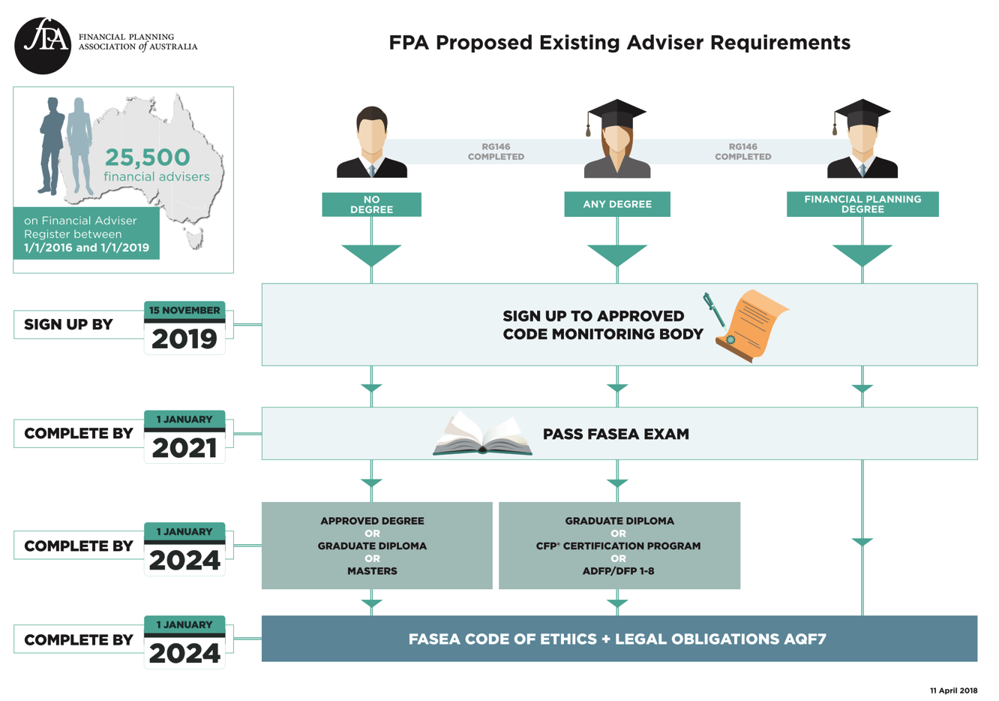 fPA
FINANCIAL PLANNING
ASSOCIATION of AUSTRALIA
FPA Proposed Existing Adviser Requirements
25,500
financial advisers
on Financial Adviser
Register between
1/1/2016 and 1/1/2019
RG146
COMPLETED
RG146
COMPLETED
NO
DEGREE
ANY DEGREE
FINANCIAL PLANNING
DEGREE
SIGN UP BY
15 NOVEMBER
2019
SIGN UP TO APPROVED
CODE MONITORING BODY
COMPLETE BY
1 JANUARY
2021
PASS FASEA EXAM
COMPLETE BY
1 JANUARY
2024
APPROVED DEGREE
OR
GRADUATE DIPLOMA
OR
MASTERS
GRADUATE DIPLOMA
OR
CFP® CERTIFICATION PROGRAM
OR
ADFP/DFP 1-8
COMPLETE BY
1 JANUARY
2024
FASEA CODE OF ETHICS + LEGAL OBLIGATIONS AQF7
11 April 2018